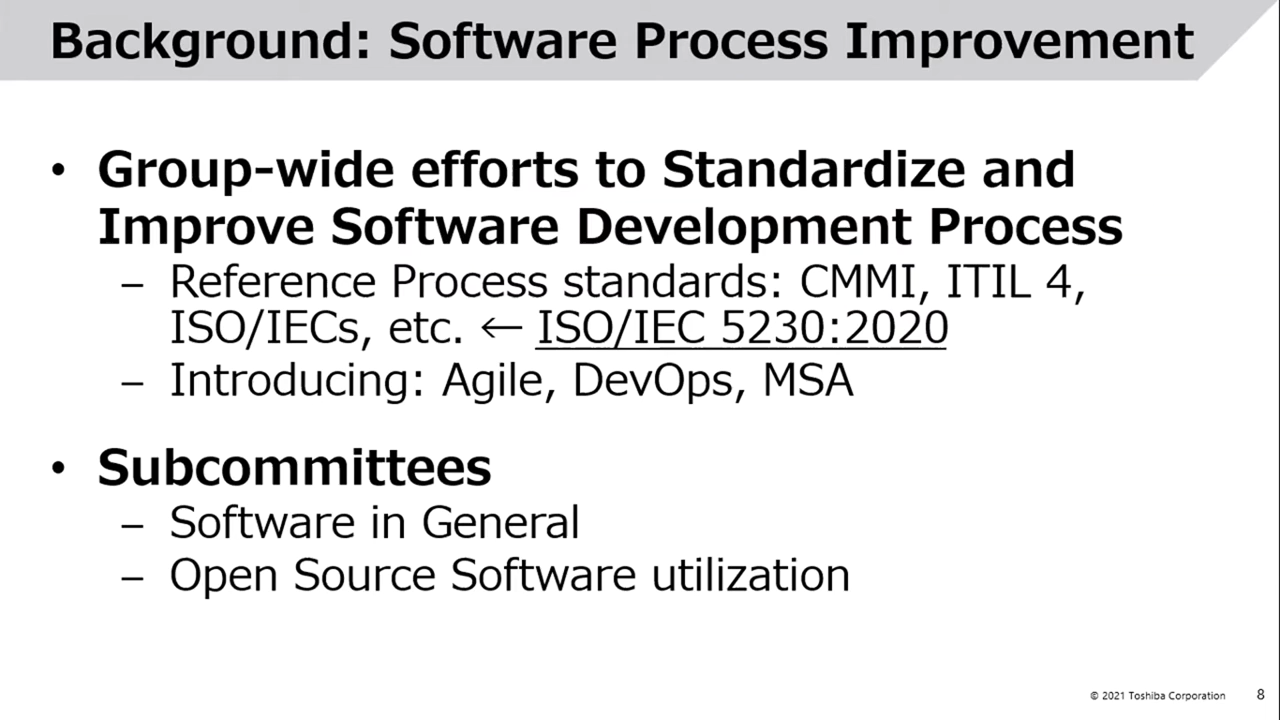 Background: Software Process Improvement
• Group-wide efforts to Standardize and
Improve Software Development Process
– Reference Process standards: CMMI, ITIL 4,
ISO/IECs, etc. ← ISO/IEC 5230:2020
– Introducing: Agile, DevOps, MSA
• Subcommittees
– Software in General
– Open Source Software utilization
© 2021 Toshiba Corporation 8